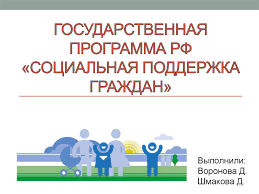 ГОСУДАРСТВЕННАЯ
ПРОГРАММА РФ
«СОЦИАЛЬНАЯ ПОДДЕРЖКА
ГРАЖДАН»
Выполнили:
Воронова Д.
Шмакова Д.